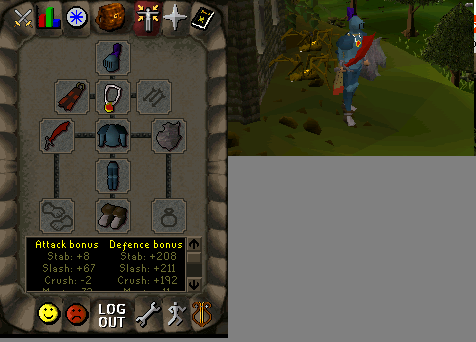 Attack bonus Defence bonus
Stab: +8 Stab: +208
Slash: +67 Slash: +211
Crush: -2 Crush: +192
LOG
OUT